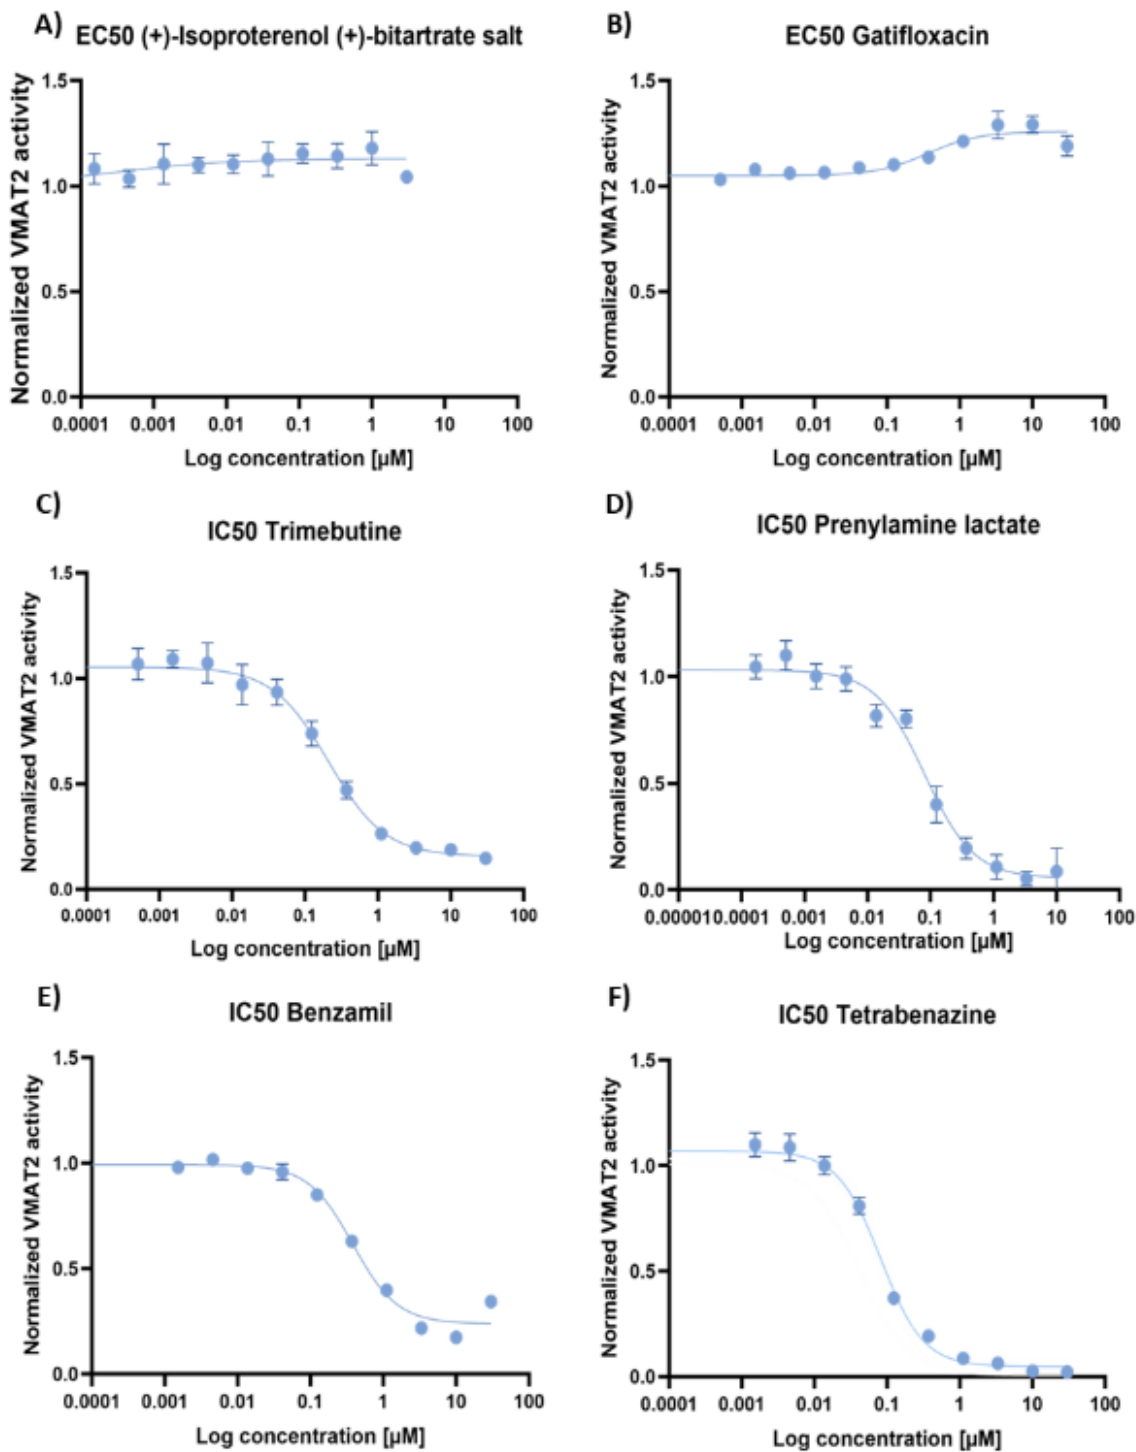 A) EC50 (+)-Isoproterenol (+)-bitartrate salt
Normalized VMAT2 activity
1.5
1.0
0.5
0.0
0.0001 0.001 0.01 0.1 1 10 100
Log concentration [µM]
B) EC50 Gatifloxacin
Normalized VMAT2 activity
1.5
1.0
0.5
0.0
0.0001 0.001 0.01 0.1 1 10 100
Log concentration [µM]
C) IC50 Trimebutine
Normalized VMAT2 activity
1.5
1.0
0.5
0.0
0.0001 0.001 0.01 0.1 1 10 100
Log concentration [µM]
D) IC50 Prenylamine lactate
Normalized VMAT2 activity
1.5
1.0
0.5
0.0
0.00001 0.0001 0.001 0.01 0.1 1 10 100
Log concentration [µM]
E) IC50 Benzamil
Normalized VMAT2 activity
1.5
1.0
0.5
0.0
0.0001 0.001 0.01 0.1 1 10 100
Log concentration [µM]
F) IC50 Tetrabenazine
Normalized VMAT2 activity
1.5
1.0
0.5
0.0
0.0001 0.001 0.01 0.1 1 10 100
Log concentration [µM]